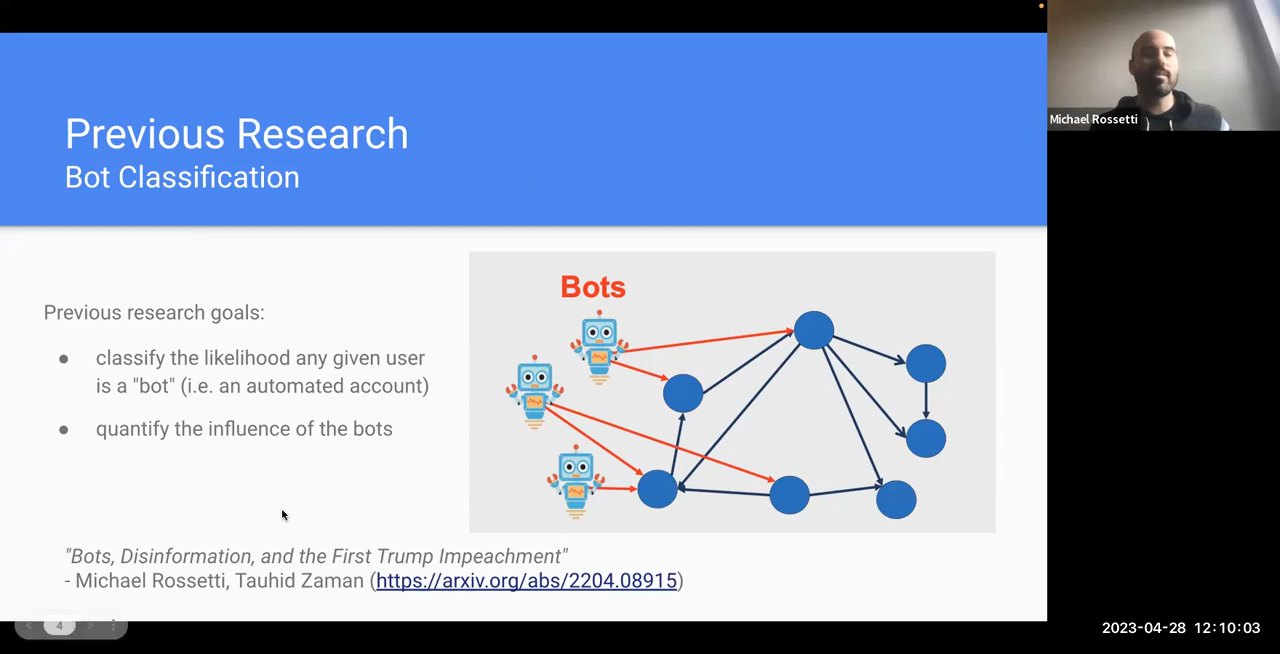 Previous Research
Bot Classification
Michael Rossetti
Previous research goals:
● classify the likelihood any given user
is a "bot" (i.e. an automated account)
● quantify the influence of the bots
Bots
"Bots, Disinformation, and the First Trump Impeachment"
- Michael Rossetti, Tauhid Zaman (https://arxiv.org/abs/2204.08915)
4
2023-04-28 12:10:03